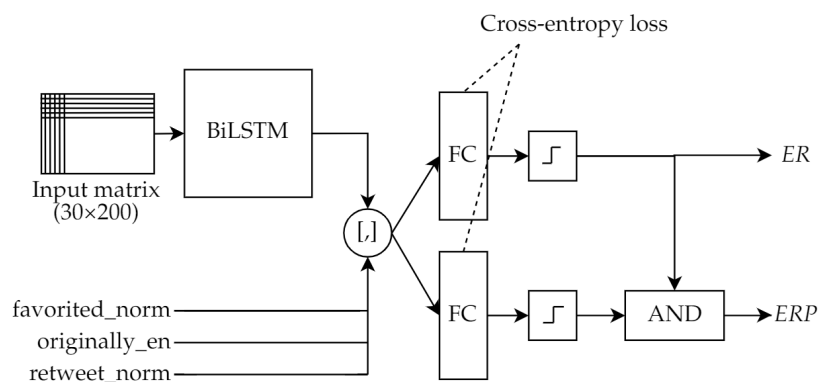 Cross-entropy loss
BiLSTM
FC
ER
Input matrix
(30×200)
[,]
favorited_norm
originally_en
retweet_norm
FC
AND
ERP